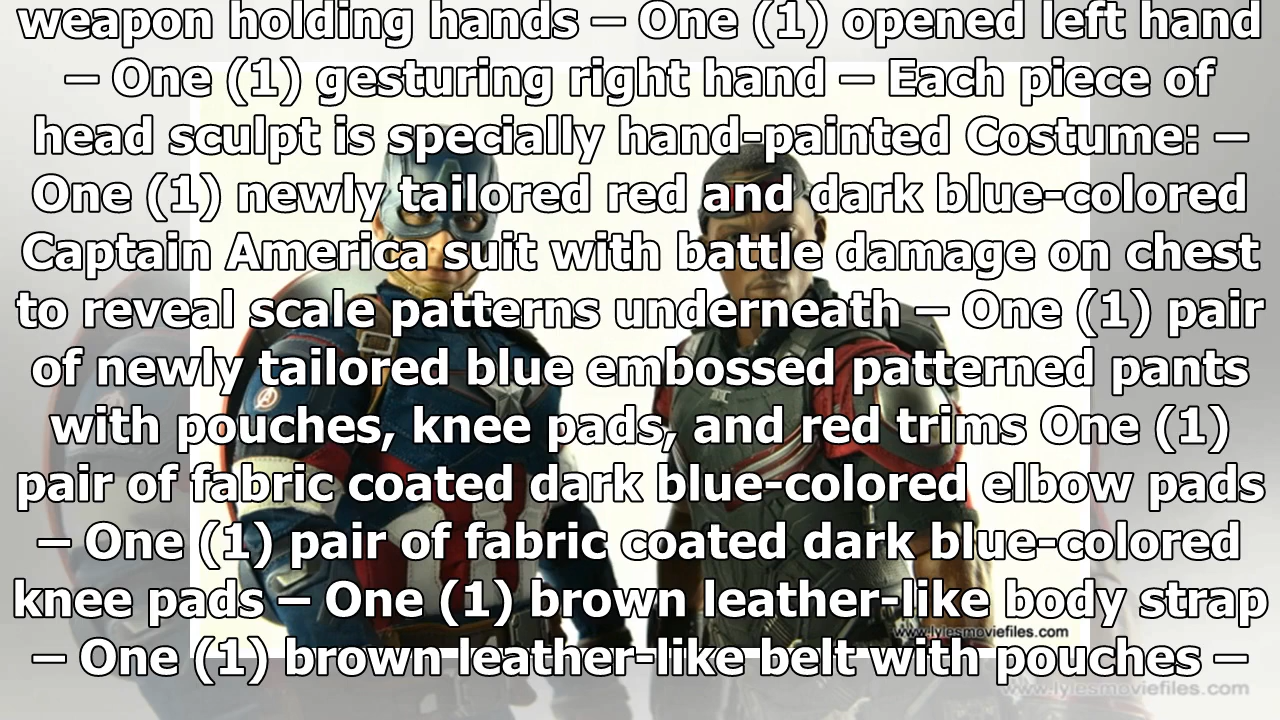 weapon holding hands – One (1) opened left hand
– One (1) gesturing right hand – Each piece of
head sculpt is specially hand-painted Costume: –
One (1) newly tailored red and dark blue-colored
Captain America suit with battle damage on chest
to reveal scale patterns underneath – One (1) pair
of newly tailored blue embossed patterned pants
with pouches, knee pads, and red trims One (1)
pair of fabric coated dark blue-colored elbow pads
– One (1) pair of fabric coated dark blue-colored
knee pads – One (1) brown leather-like body strap
www.lylesmoviefiles.com
– One (1) brown leather-like belt with pouches –
www.lylesmoviefiles.com